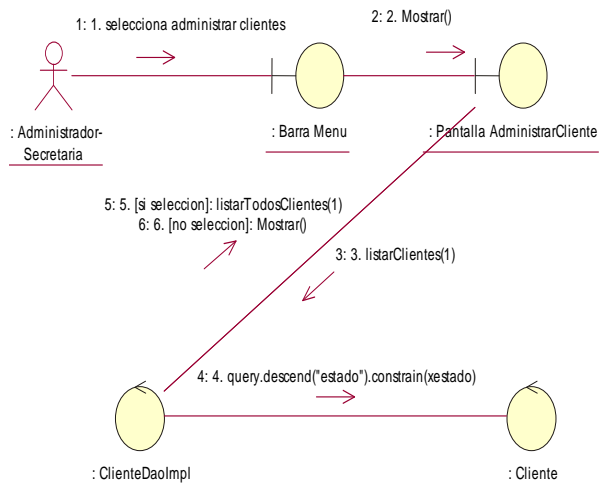 1: 1. selecciona administrar clientes
2: 2. Mostrar()
: Administrador-
Secretaria
: Barra Menu
: Pantalla AdministrarCliente
5: 5. [si seleccion]: listarTodosClientes(1)
6: 6. [no seleccion]: Mostrar()
3: 3. listarClientes(1)
4: 4. query.descend("estado").constrain(xestado)
: ClienteDaoImpl
: Cliente